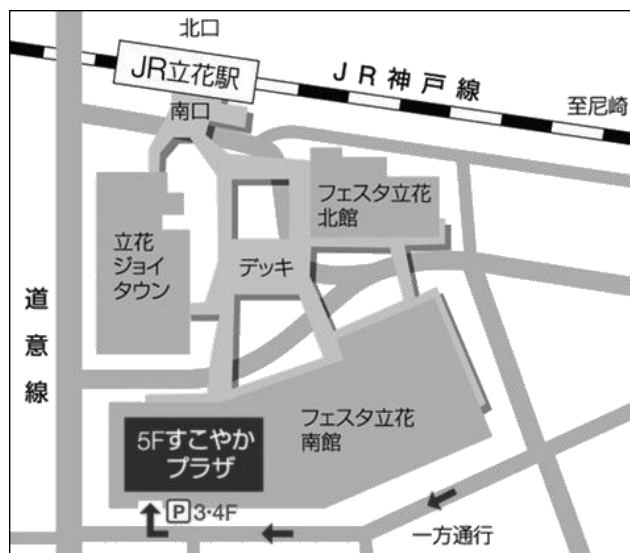 北口
JR立花駅
JR神戸線
南口
至尼崎
フェスタ立花
北館
立花
ジョイ
タウン
デッキ
道意線
フェスタ立花
南館
5Fすこやか
プラザ
P3・4F
一方通行